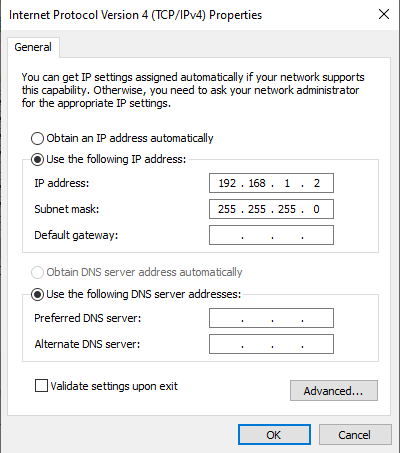 Internet Protocol Version 4 (TCP/IPv4) Properties
General
You can get IP settings assigned automatically if your network supports
this capability. Otherwise, you need to ask your network administrator
for the appropriate IP settings.
Obtain an IP address automatically
Use the following IP address:
IP address: 192 . 168 . 1 . 2
Subnet mask: 255 . 255 . 255 . 0
Default gateway: . . .
Obtain DNS server address automatically
Use the following DNS server addresses:
Preferred DNS server: . . .
Alternate DNS server: . . .
Validate settings upon exit
Advanced...
OK Cancel